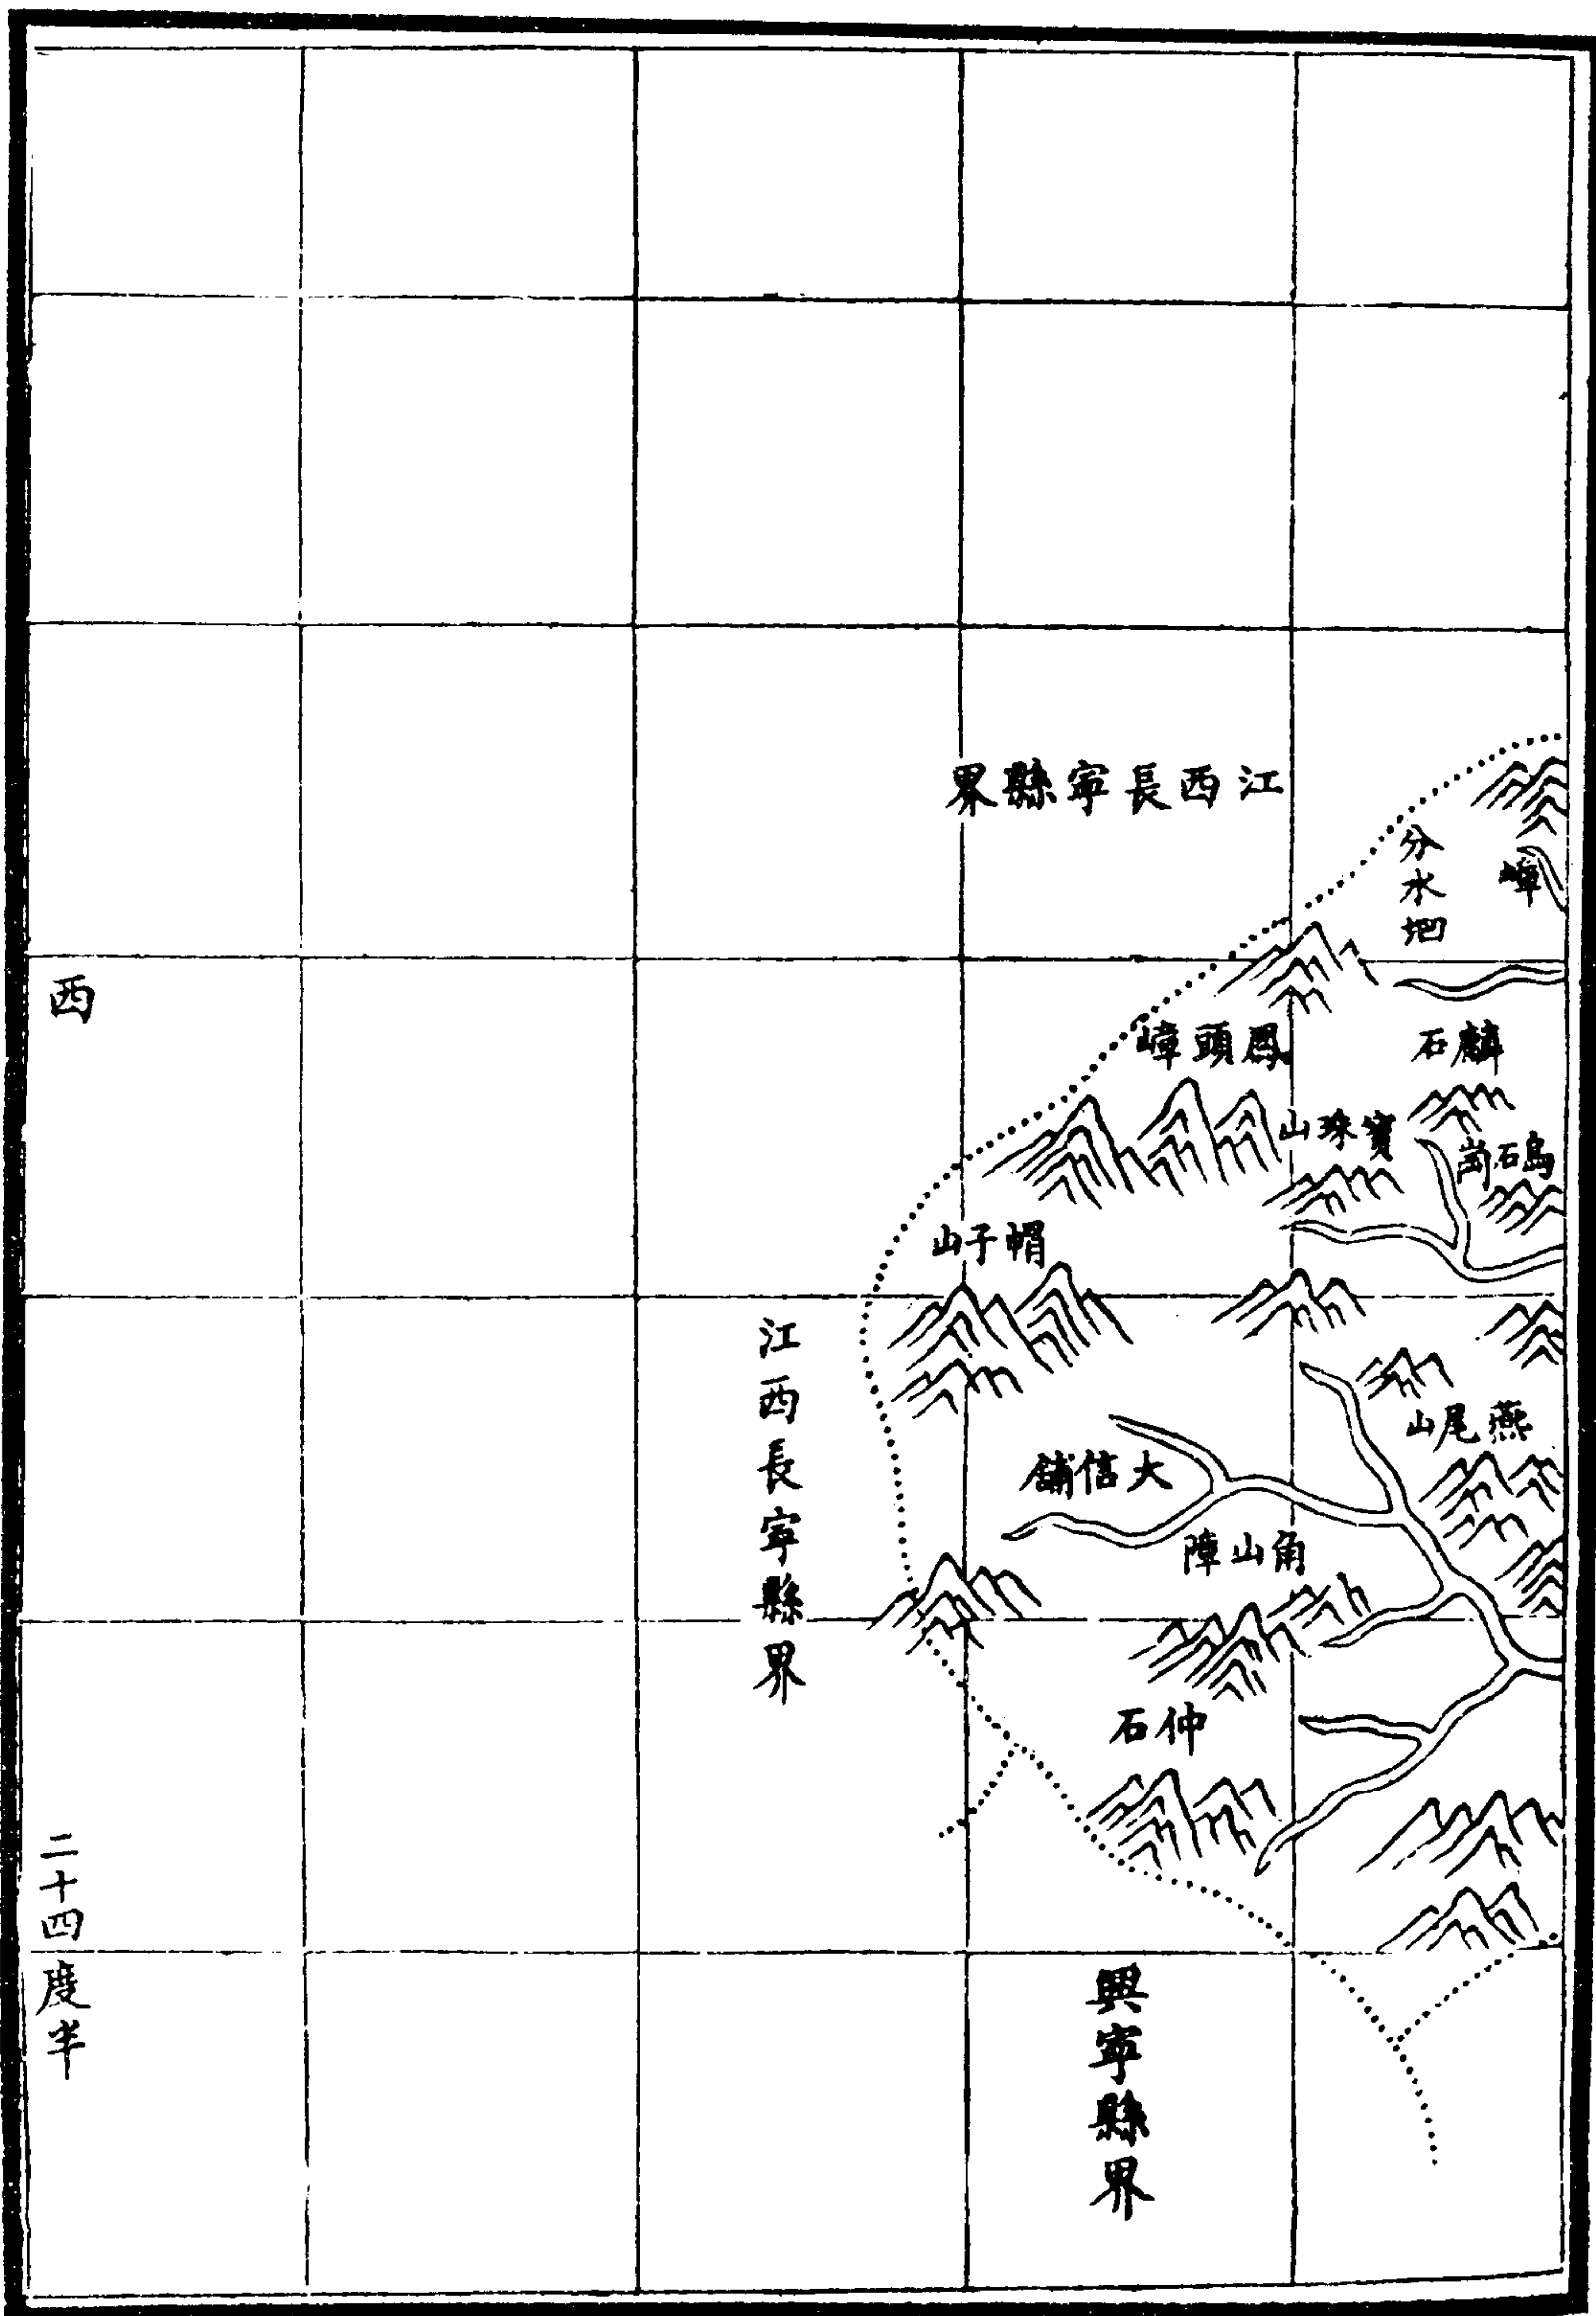 江西長寧縣界
分水坳
嶂
西
鳳頭嶂
麟石
寶珠山
烏石崗
帽子山
江西長寧縣界
燕尾山
大信舖
角山障
仲石
二十四度半
興寧縣界